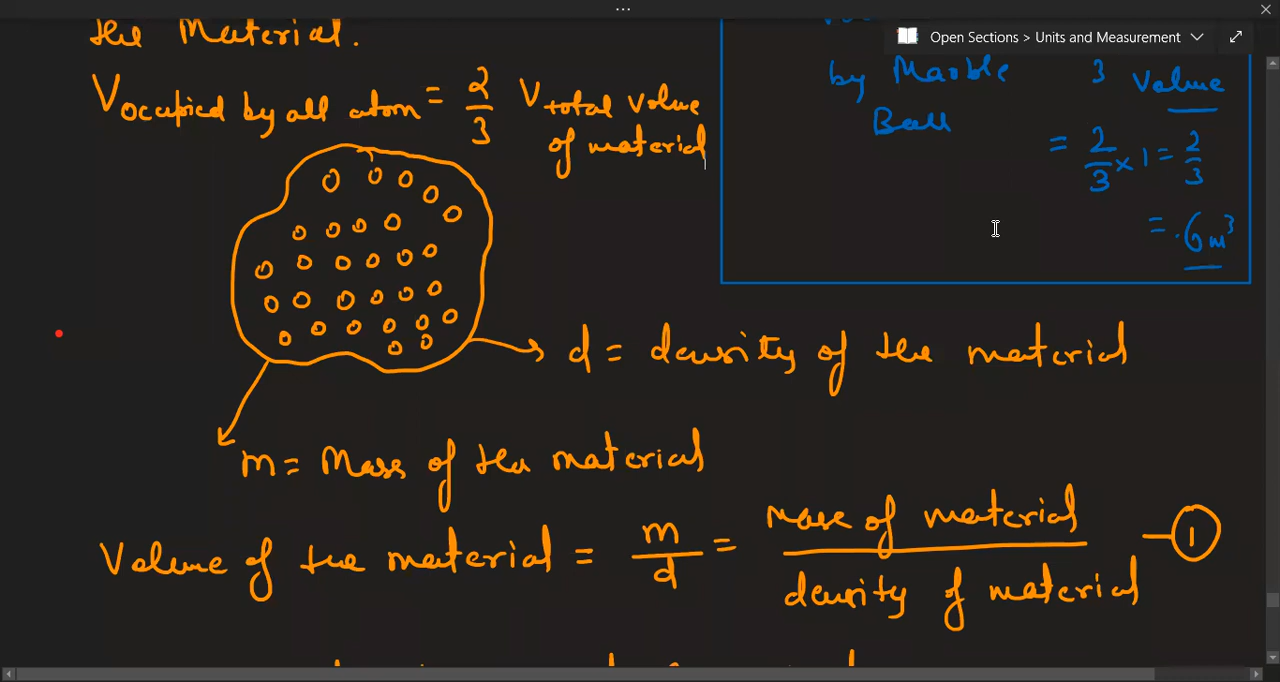 the Material.
Open Sections > Units and Measurement
by Marble
Ball
3 Volume
= 2/3 × 1 = 2/3
= .6m³
V occupied by all atom = 2/3 V total volume of material
d = density of the material
m = Mass of the material
Volume of the material = m/d = Mass of material / density of material — 1